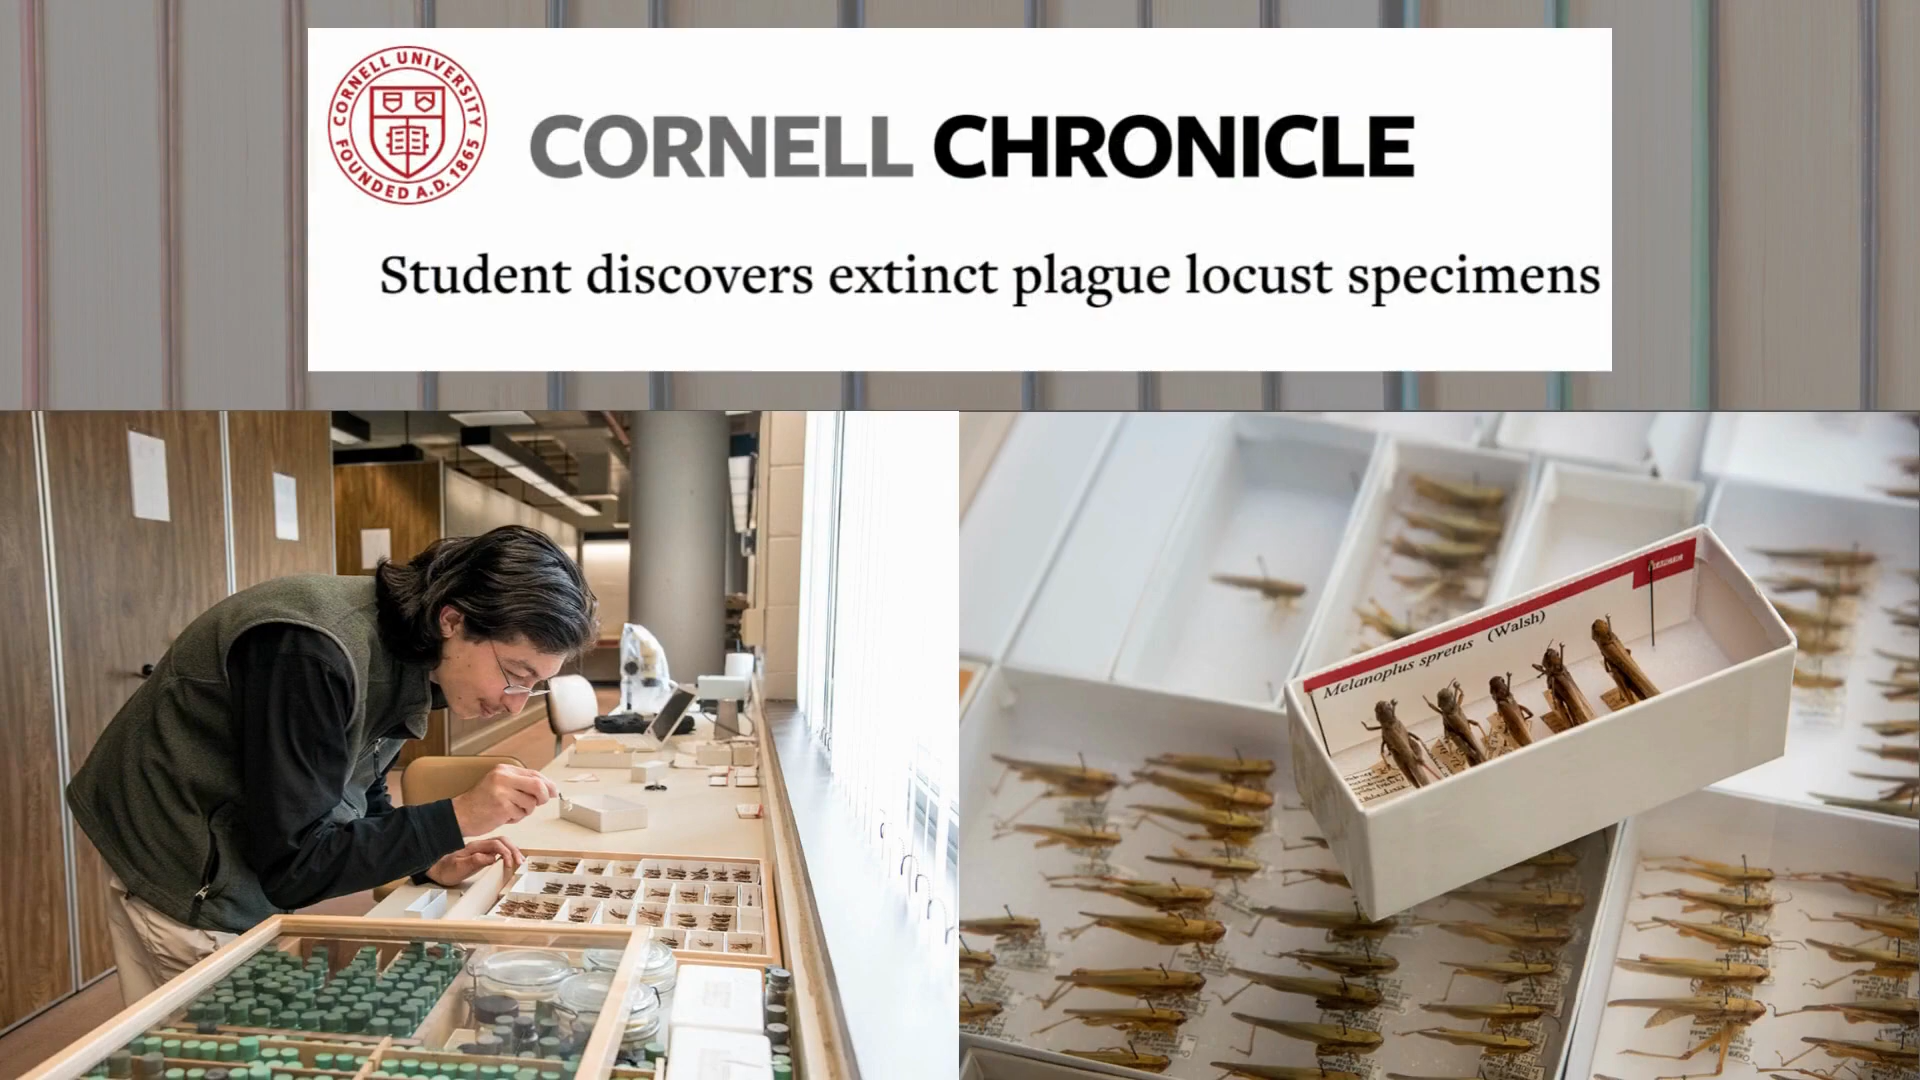 CORNELL UNIVERSITY
FOUNDED A.D. 1865
CORNELL CHRONICLE
Student discovers extinct plague locust specimens
Melanoplus spretus (Walsh)